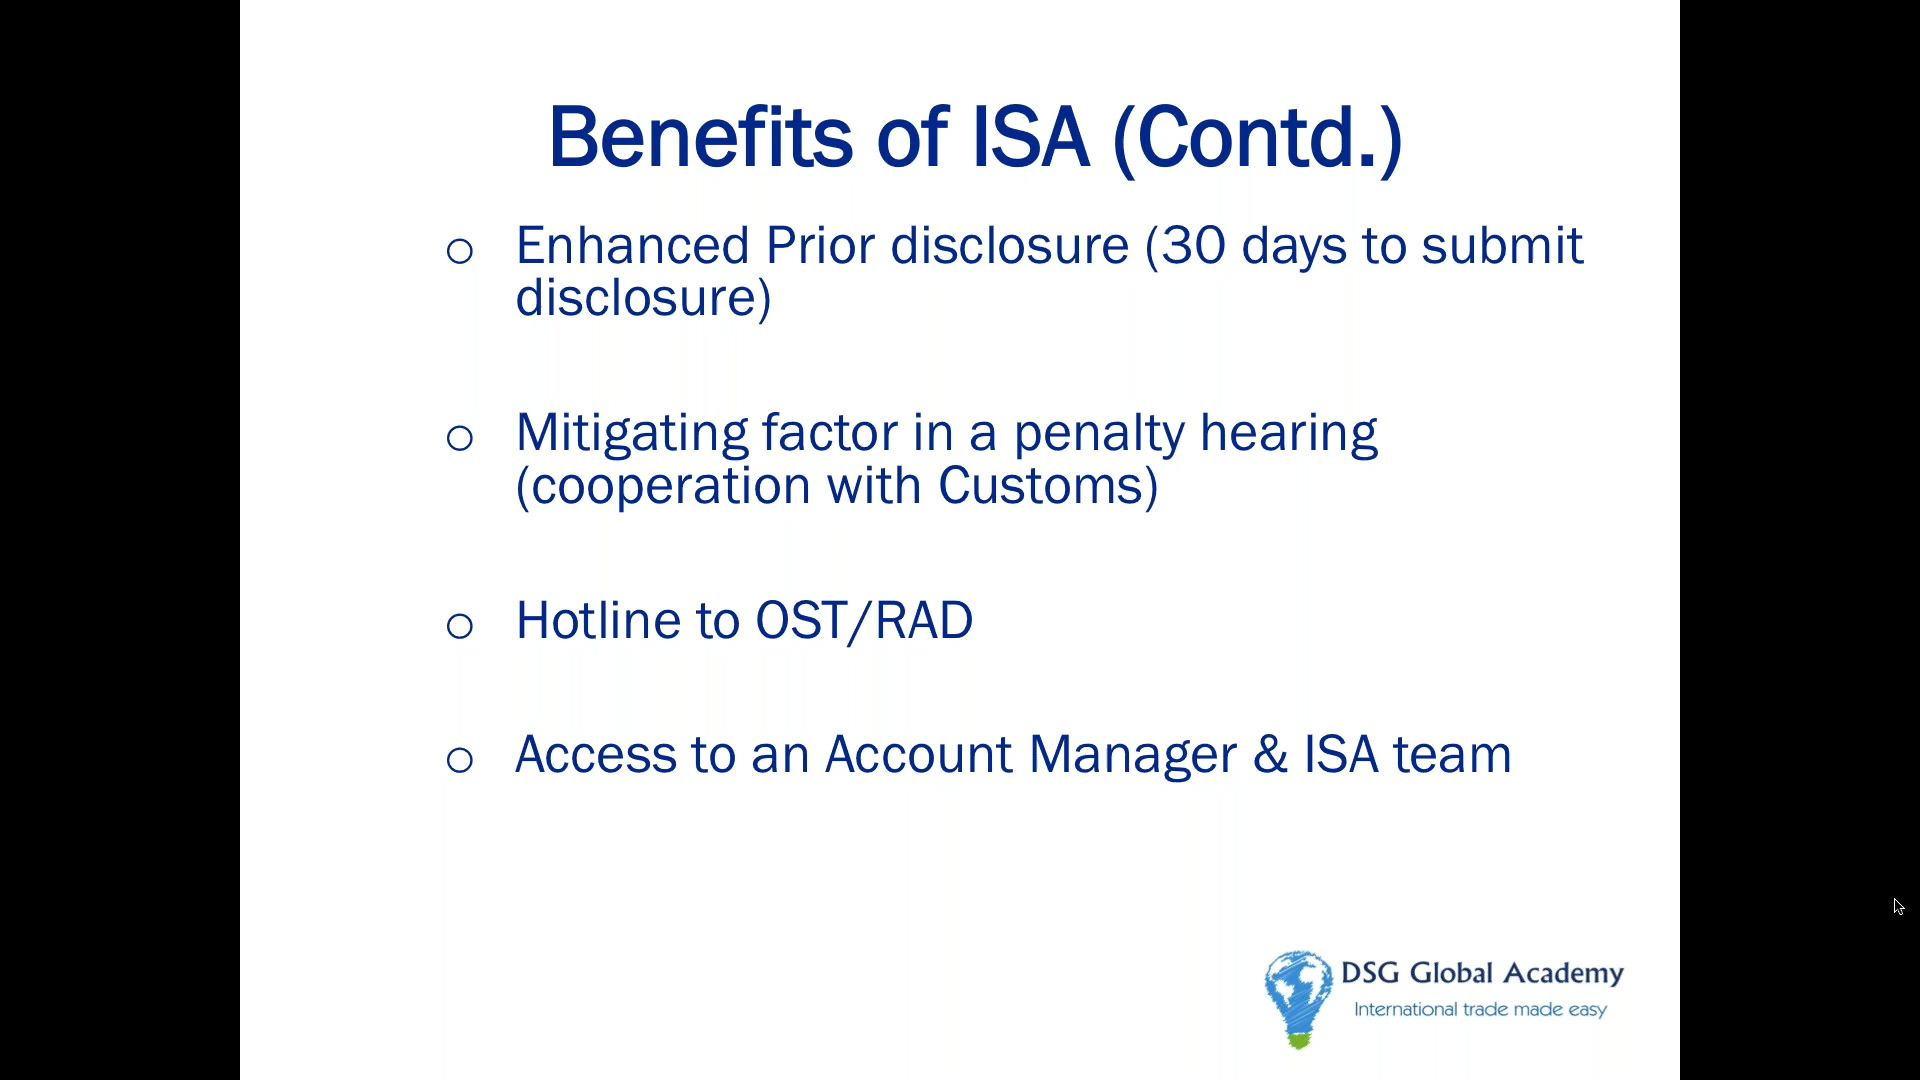 Benefits of ISA (Contd.)
o Enhanced Prior disclosure (30 days to submit
disclosure)
o Mitigating factor in a penalty hearing
(cooperation with Customs)
o Hotline to OST/RAD
o Access to an Account Manager & ISA team
DSG Global Academy
International trade made easy